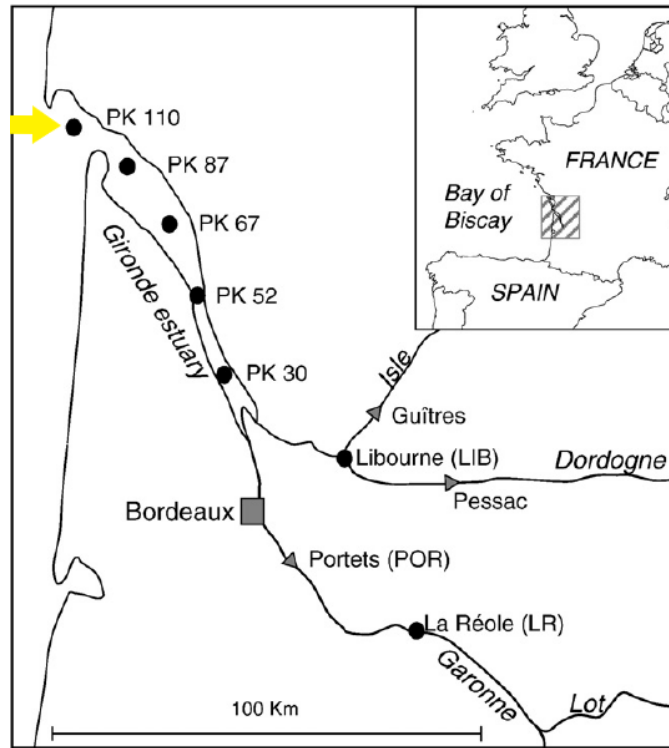 PK 110
PK 87
PK 67
PK 52
PK 30
Gironde estuary
FRANCE
Bay of
Biscay
SPAIN
Isle
Guîtres
Libourne (LIB)
Dordogne
Pessac
Bordeaux
Portets (POR)
La Réole (LR)
Garonne
Lot
100 Km